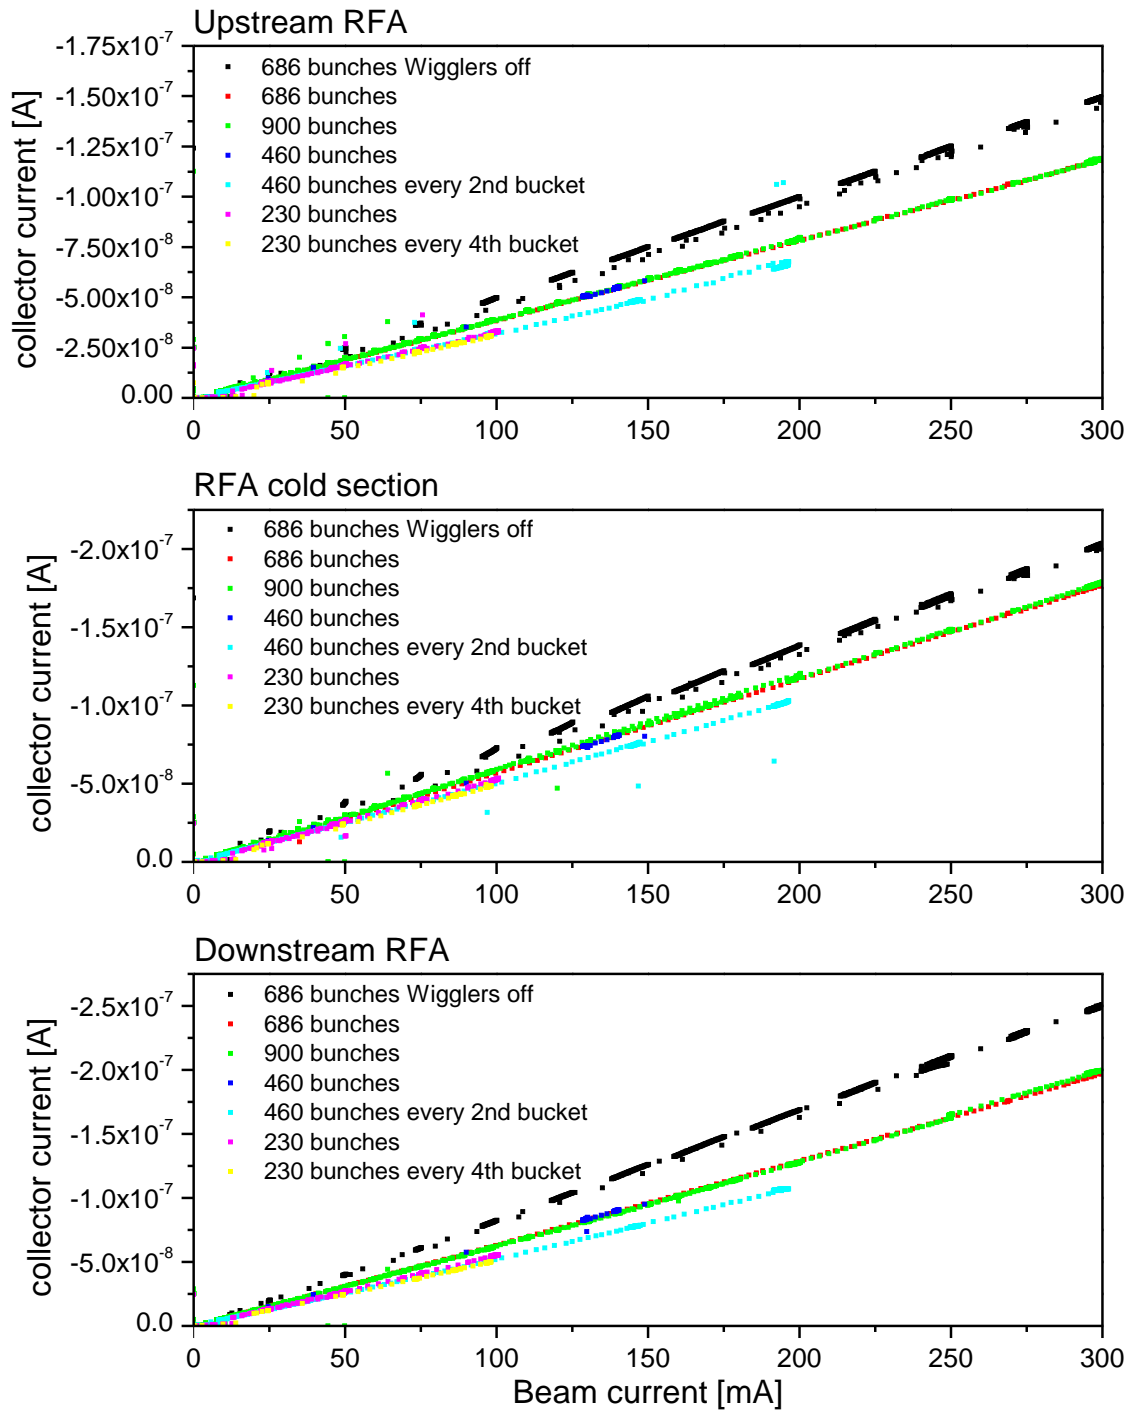 Upstream RFA
collector current [A]
-1.75x10⁻⁷
-1.50x10⁻⁷
-1.25x10⁻⁷
-1.00x10⁻⁷
-7.50x10⁻⁸
-5.00x10⁻⁸
-2.50x10⁻⁸
0.00
686 bunches Wigglers off
686 bunches
900 bunches
460 bunches
460 bunches every 2nd bucket
230 bunches
230 bunches every 4th bucket
0 50 100 150 200 250 300
RFA cold section
collector current [A]
-2.0x10⁻⁷
-1.5x10⁻⁷
-1.0x10⁻⁷
-5.0x10⁻⁸
0.0
686 bunches Wigglers off
686 bunches
900 bunches
460 bunches
460 bunches every 2nd bucket
230 bunches
230 bunches every 4th bucket
0 50 100 150 200 250 300
Downstream RFA
collector current [A]
-2.5x10⁻⁷
-2.0x10⁻⁷
-1.5x10⁻⁷
-1.0x10⁻⁷
-5.0x10⁻⁸
0.0
686 bunches Wigglers off
686 bunches
900 bunches
460 bunches
460 bunches every 2nd bucket
230 bunches
230 bunches every 4th bucket
0 50 100 150 200 250 300
Beam current [mA]